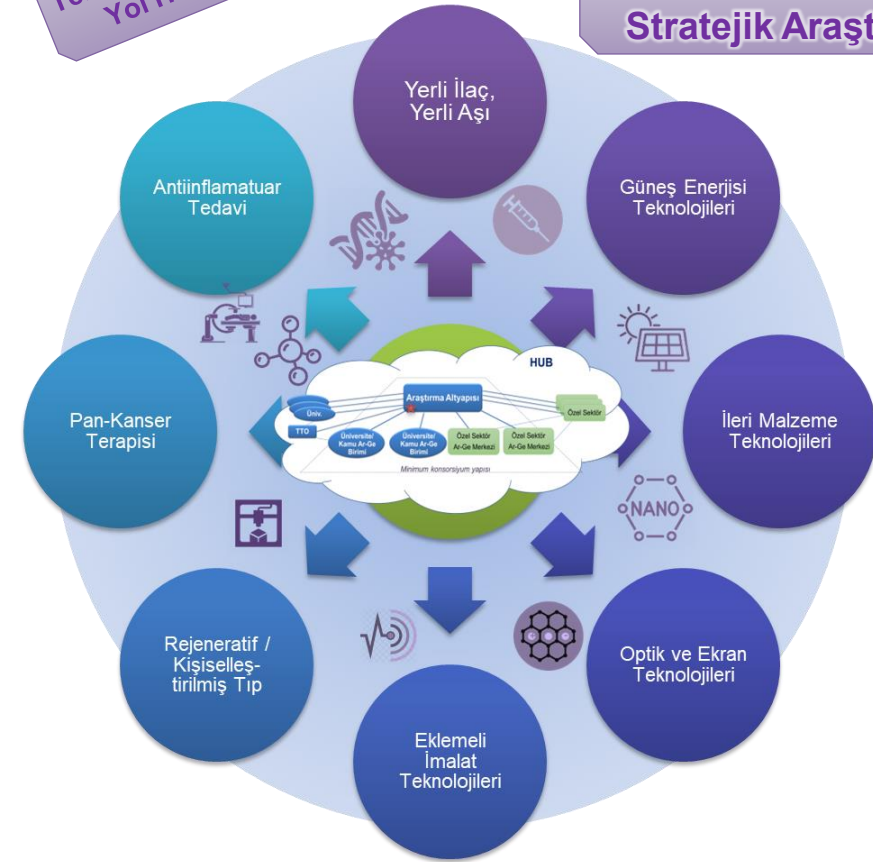 Stratejik
Yerli İlaç,
Yerli Aşı
Antiinflamatuar
Tedavi
Güneş Enerjisi
Teknolojileri
HUB
Araştırma Altyapısı
Üniv.
Özel Sektör
TTO
Üniversite/
Kamu Ar-Ge
Birimi
Üniversite/
Kamu Ar-Ge
Birimi
Özel Sektör
Ar-Ge Merkezi
Özel Sektör
Ar-Ge Merkezi
Minimum konsorsiyum yapısı
Pan-Kanser
Terapisi
İleri Malzeme
Teknolojileri
NANO
Rejeneratif /
Kişiselleş-
tirilmiş Tıp
Optik ve Ekran
Teknolojileri
Eklemeli
İmalat
Teknolojileri